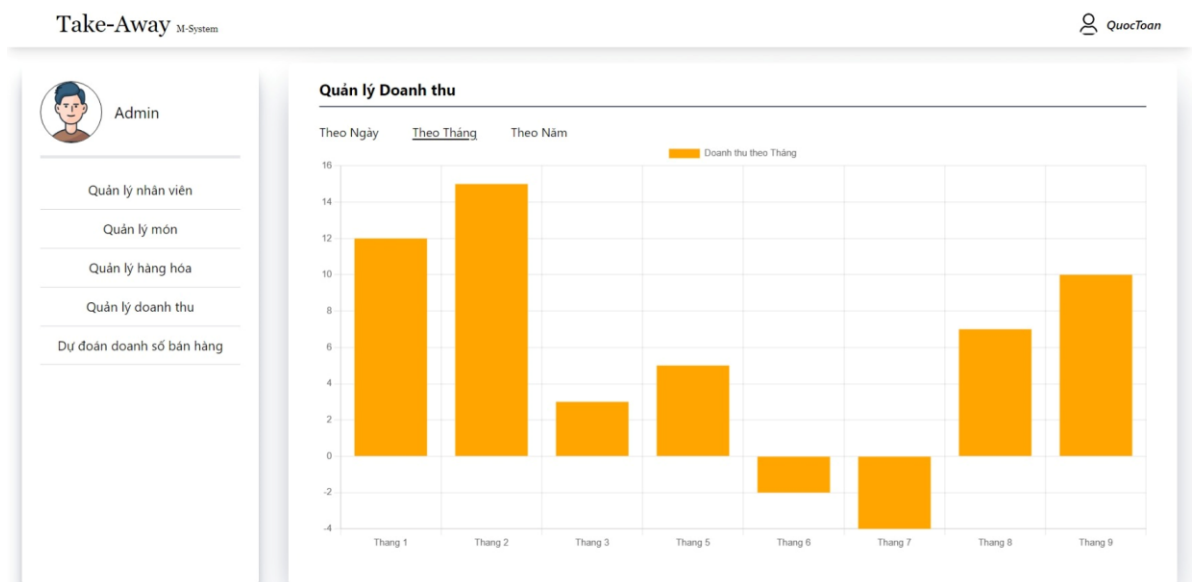 Take-Away M-System
QuocToan
Admin
Quản lý nhân viên
Quản lý món
Quản lý hàng hóa
Quản lý doanh thu
Dự đoán doanh số bán hàng
Quản lý Doanh thu
Theo Ngày Theo Tháng Theo Năm
Doanh thu theo Tháng
16
14
12
10
8
6
4
2
0
-2
-4
Thang 1 Thang 2 Thang 3 Thang 5 Thang 6 Thang 7 Thang 8 Thang 9